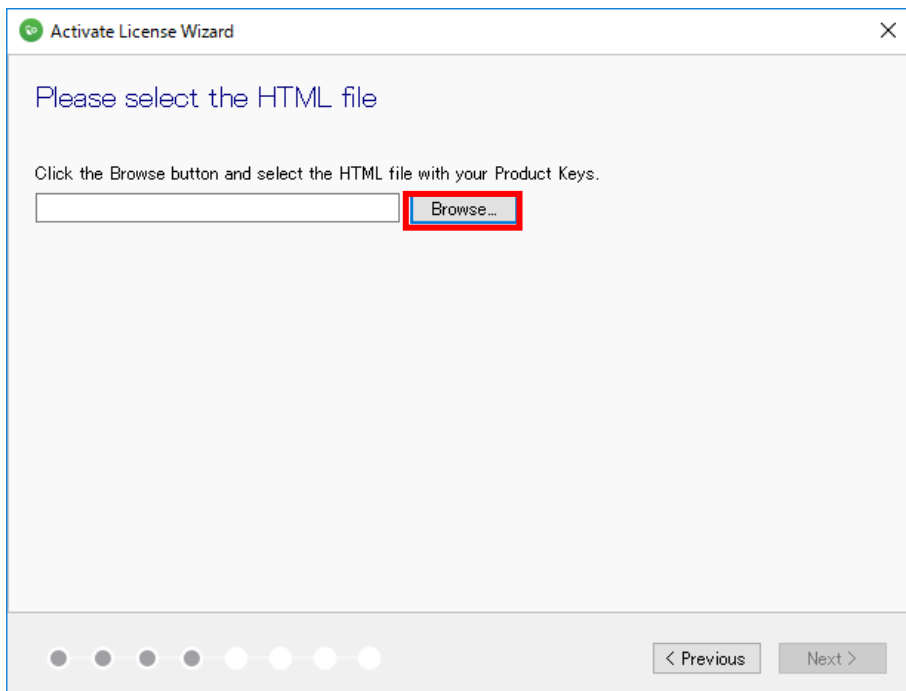 Activate License Wizard
Please select the HTML file
Click the Browse button and select the HTML file with your Product Keys.
Browse...
< Previous
Next >